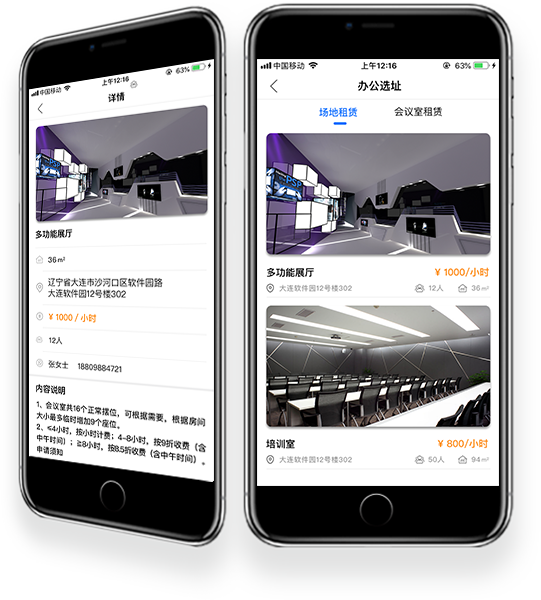 中国移动
上午12:16
63%
详情
多功能展厅
36㎡
辽宁省大连市沙河口区软件园路
大连软件园12号楼302
¥ 1000 / 小时
12人
张女士 18809884721
内容说明
1、会议室共16个正常摆位，可根据需要，根据房间
大小最多临时增加9个座位。
2、≤4小时，按小时计费；4-8小时，按9折收费（含
中午时间）；≧8小时，按8.5折收费（含中午时间）。
申请须知
中国移动
上午12:16
63%
办公选址
场地租赁 会议室租赁
多功能展厅 ¥ 1000/小时
大连软件园12号楼302 12人 36㎡
培训室 ¥ 800/小时
大连软件园12号楼302 50人 94㎡